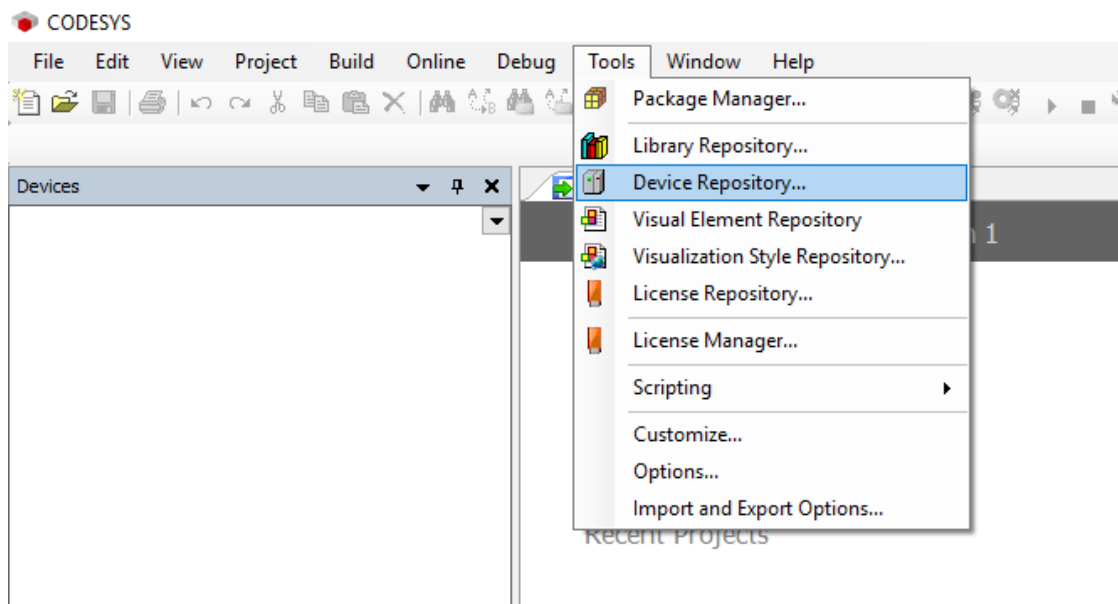 CODESYS
File Edit View Project Build Online Debug Tools Window Help
Package Manager...
Library Repository...
Devices
Device Repository...
Visual Element Repository
1
Visualization Style Repository...
License Repository...
License Manager...
Scripting
Customize...
Options...
Import and Export Options...
Recent Projects